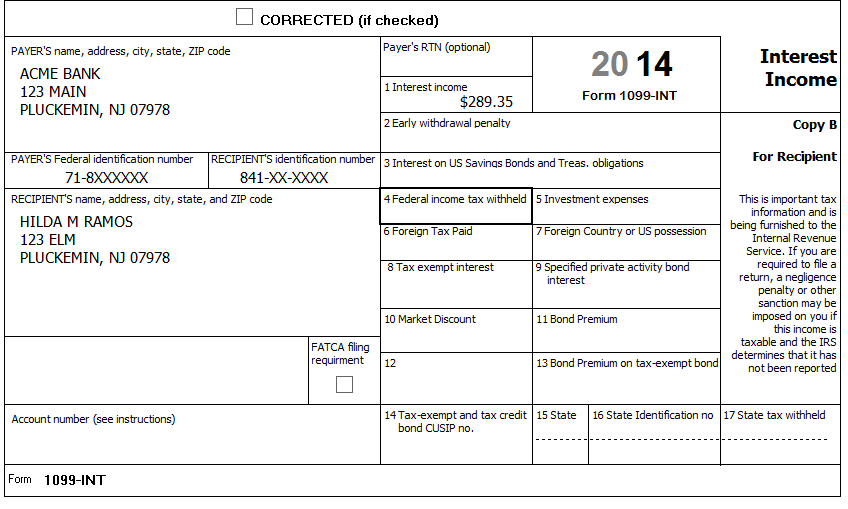 CORRECTED (if checked)
PAYER'S name, address, city, state, ZIP code
ACME BANK
123 MAIN
PLUCKEMIN, NJ 07978
Payer's RTN (optional)
1 Interest income
$289.35
2014
Form 1099-INT
Interest
Income
2 Early withdrawal penalty
Copy B
For Recipient
PAYER'S Federal identification number
71-8XXXXXX
RECIPIENT'S identification number
841-XX-XXXX
3 Interest on US Savings Bonds and Treas. obligations
RECIPIENT'S name, address, city, state, and ZIP code
HILDA M RAMOS
123 ELM
PLUCKEMIN, NJ 07978
4 Federal income tax withheld
5 Investment expenses
6 Foreign Tax Paid
7 Foreign Country or US possession
8 Tax exempt interest
9 Specified private activity bond
interest
10 Market Discount
11 Bond Premium
12
13 Bond Premium on tax-exempt bond
This is important tax
information and is
being furnished to the
Internal Revenue
Service. If you are
required to file a
return, a negligence
penalty or other
sanction may be
imposed on you if
this income is
taxable and the IRS
determines that it has
not been reported
FATCA filing
requirment
Account number (see instructions)
14 Tax-exempt and tax credit
bond CUSIP no.
15 State
16 State Identification no
17 State tax withheld
Form 1099-INT